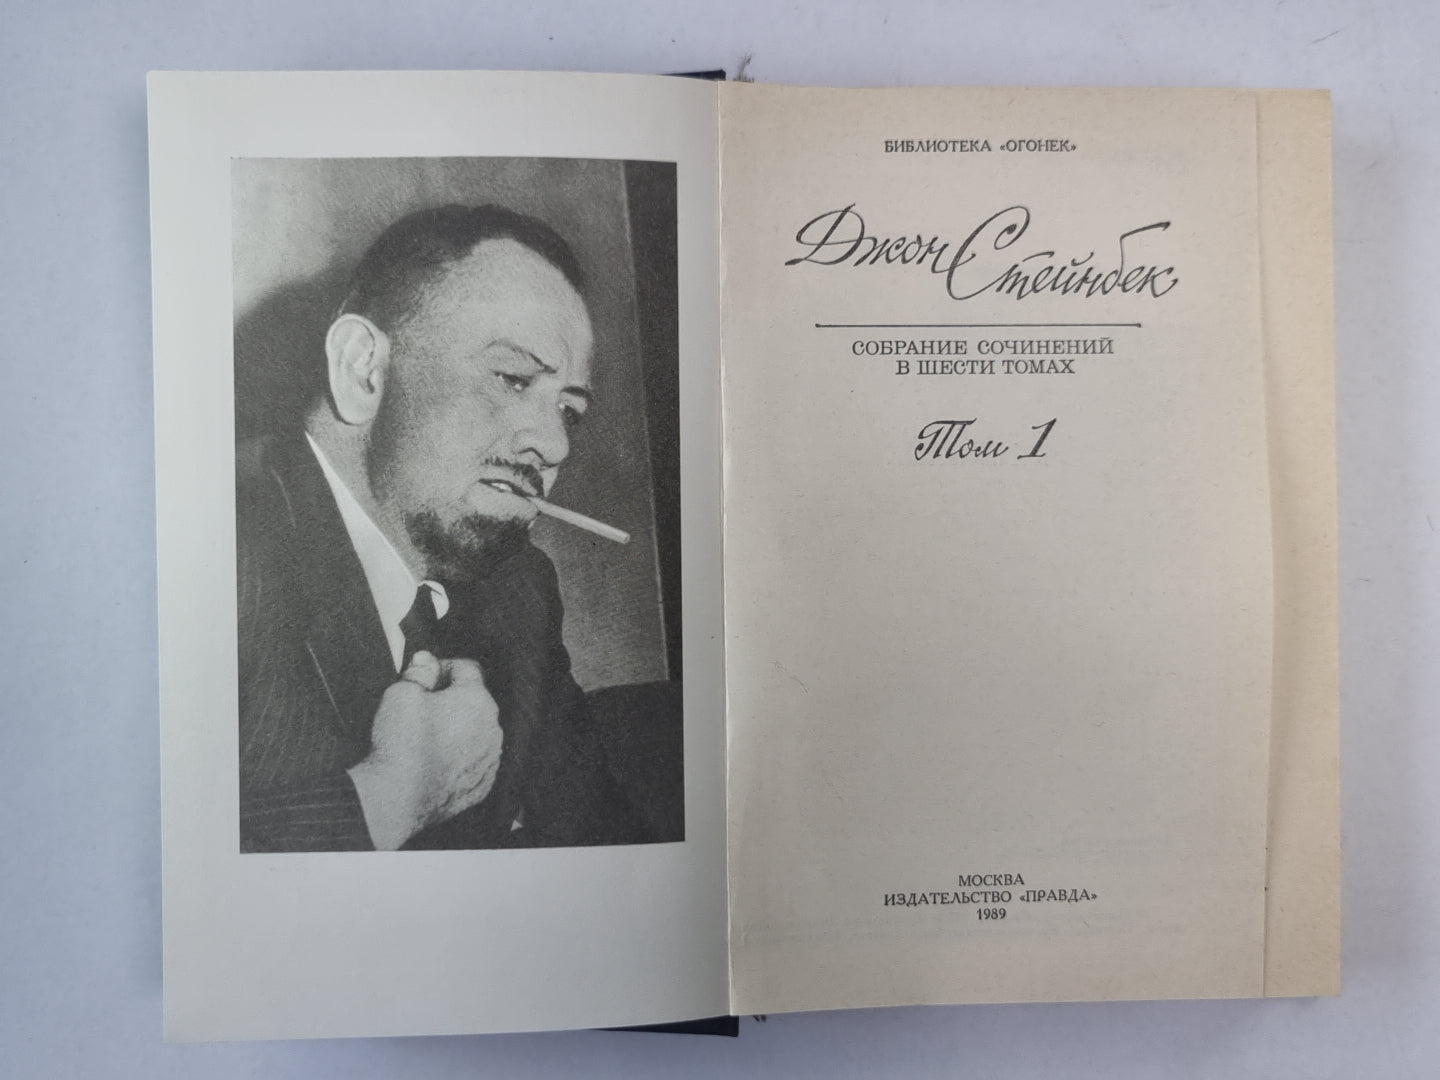 БИБЛИОТЕКА «ОГОНЕК»
Джон Стейнбек
СОБРАНИЕ СОЧИНЕНИЙ
В ШЕСТИ ТОМАХ
Том 1
МОСКВА
ИЗДАТЕЛЬСТВО «ПРАВДА»
1989